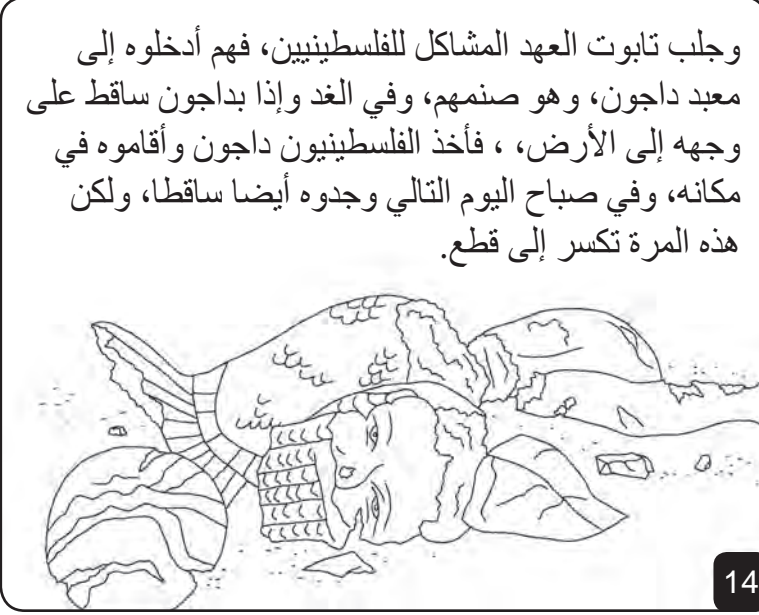 وجلب تابوت العهد المشاكل للفلسطينيين، فهم أدخلوه إلى
معبد داجون، وهو صنمهم، وفي الغد وإذا بداجون ساقط على
وجهه إلى الأرض، ، فأخذ الفلسطينيون داجون وأقاموه في
مكانه، وفي صباح اليوم التالي وجدوه أيضا ساقطا، ولكن
هذه المرة تكسر إلى قطع.
14